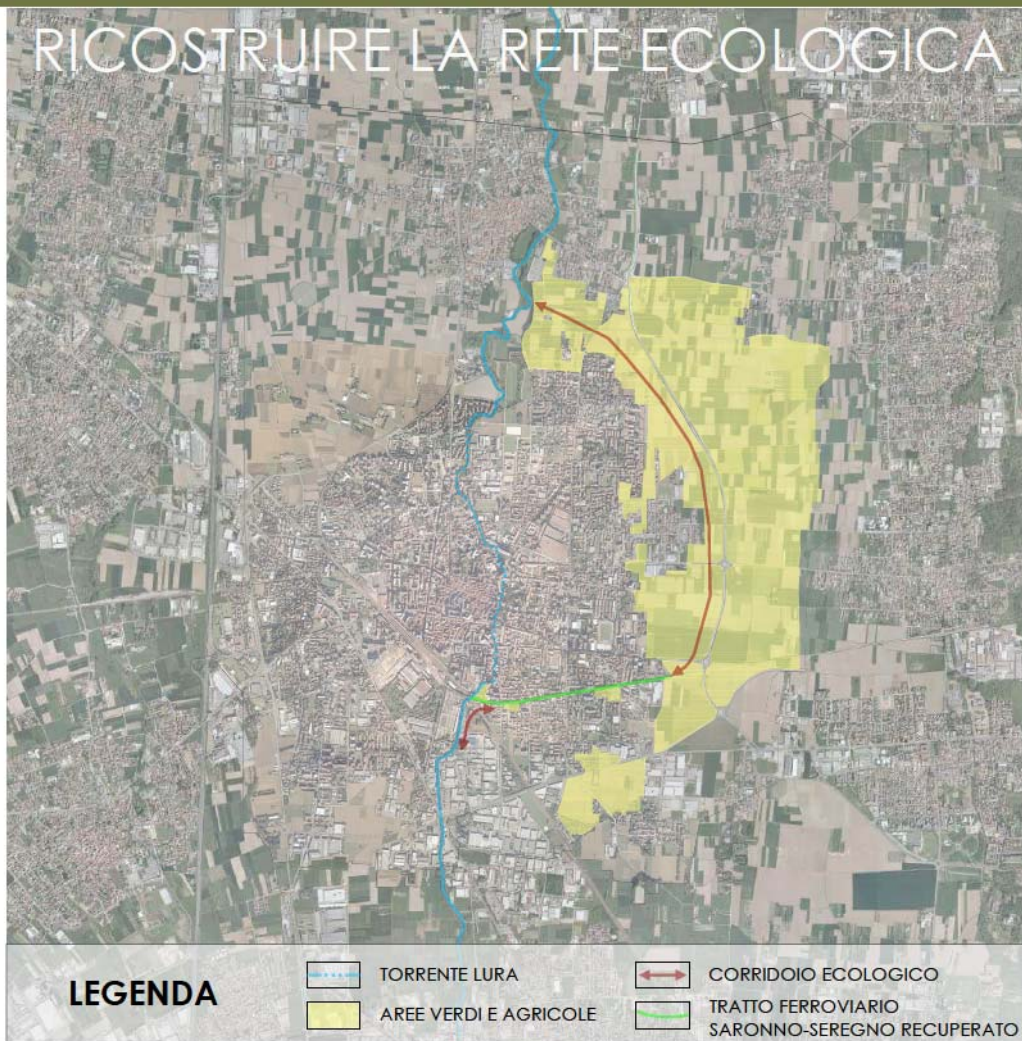 RICOSTRUIRE LA RETE ECOLOGICA
LEGENDA
TORRENTE LURA
AREE VERDI E AGRICOLE
CORRIDOIO ECOLOGICO
TRATTO FERROVIARIO
SARONNO-SEREGNO RECUPERATO